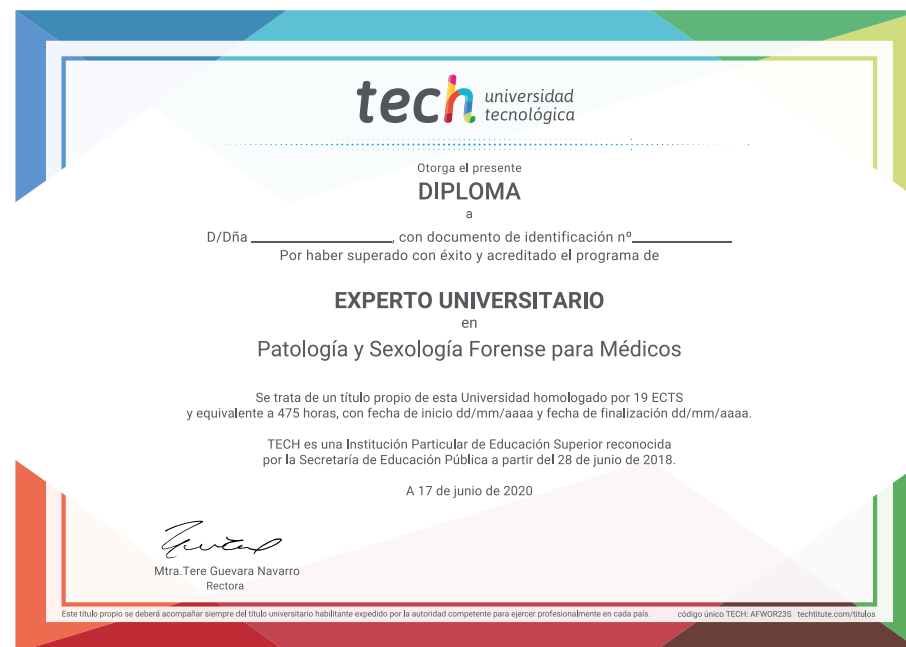 tech universidad
tecnológica
Otorga el presente
DIPLOMA
a
D/Dña ____________________, con documento de identificación nº______________
Por haber superado con éxito y acreditado el programa de
EXPERTO UNIVERSITARIO
en
Patología y Sexología Forense para Médicos
Se trata de un título propio de esta Universidad homologado por 19 ECTS
y equivalente a 475 horas, con fecha de inicio dd/mm/aaaa y fecha de finalización dd/mm/aaaa.
TECH es una Institución Particular de Educación Superior reconocida
por la Secretaría de Educación Pública a partir del 28 de junio de 2018.
A 17 de junio de 2020
Mtra.Tere Guevara Navarro
Rectora
Este título propio se deberá acompañar siempre del título universitario habilitante expedido por la autoridad competente para ejercer profesionalmente en cada país. código único TECH: AFWOR23S techtitute.com/titulos